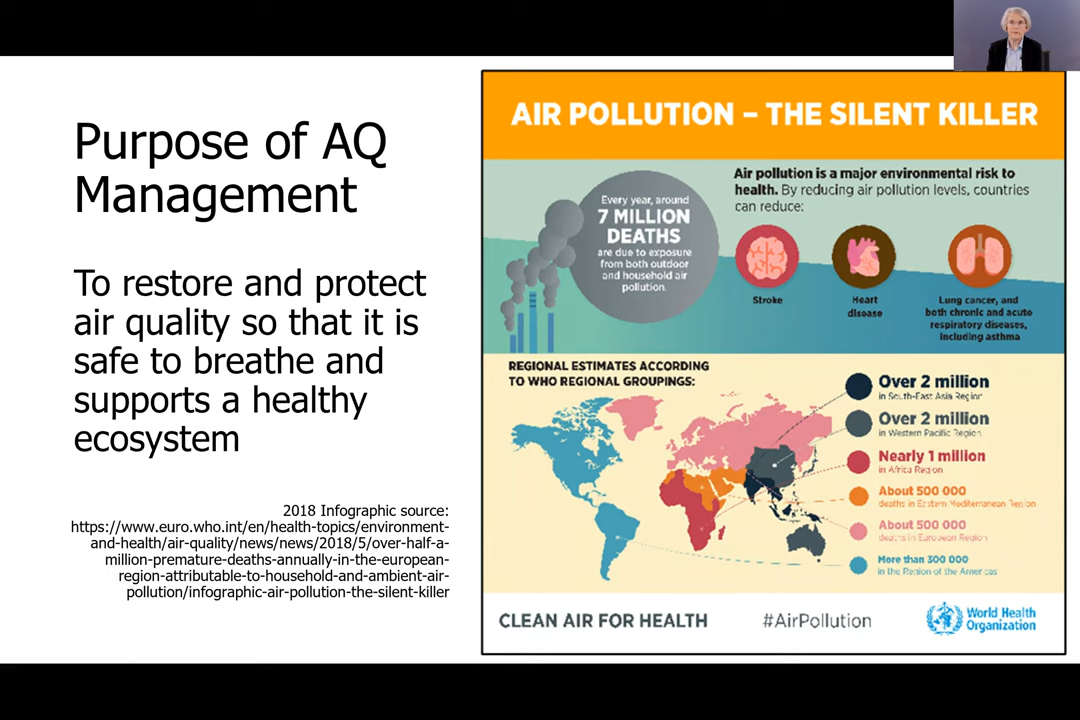 Purpose of AQ
Management
To restore and protect
air quality so that it is
safe to breathe and
supports a healthy
ecosystem
2018 Infographic source:
https://www.euro.who.int/en/health-topics/environment-
and-health/air-quality/news/news/2018/5/over-half-a-
million-premature-deaths-annually-in-the-european-
region-attributable-to-household-and-ambient-air-
pollution/infographic-air-pollution-the-silent-killer
AIR POLLUTION – THE SILENT KILLER
Every year, around
7 MILLION
DEATHS
are due to exposure
from both outdoor
and household air
pollution.
Air pollution is a major environmental risk to
health. By reducing air pollution levels, countries
can reduce:
Stroke
Heart
disease
Lung cancer, and
both chronic and acute
respiratory diseases,
including asthma
REGIONAL ESTIMATES ACCORDING
TO WHO REGIONAL GROUPINGS:
Over 2 million
in South-East Asia Region
Over 2 million
in Western Pacific Region
Nearly 1 million
in Africa Region
About 500 000
deaths in Eastern Mediterranean Region
About 500 000
deaths in European Region
More than 300 000
in the Region of the Americas
CLEAN AIR FOR HEALTH
#AirPollution
World Health
Organization